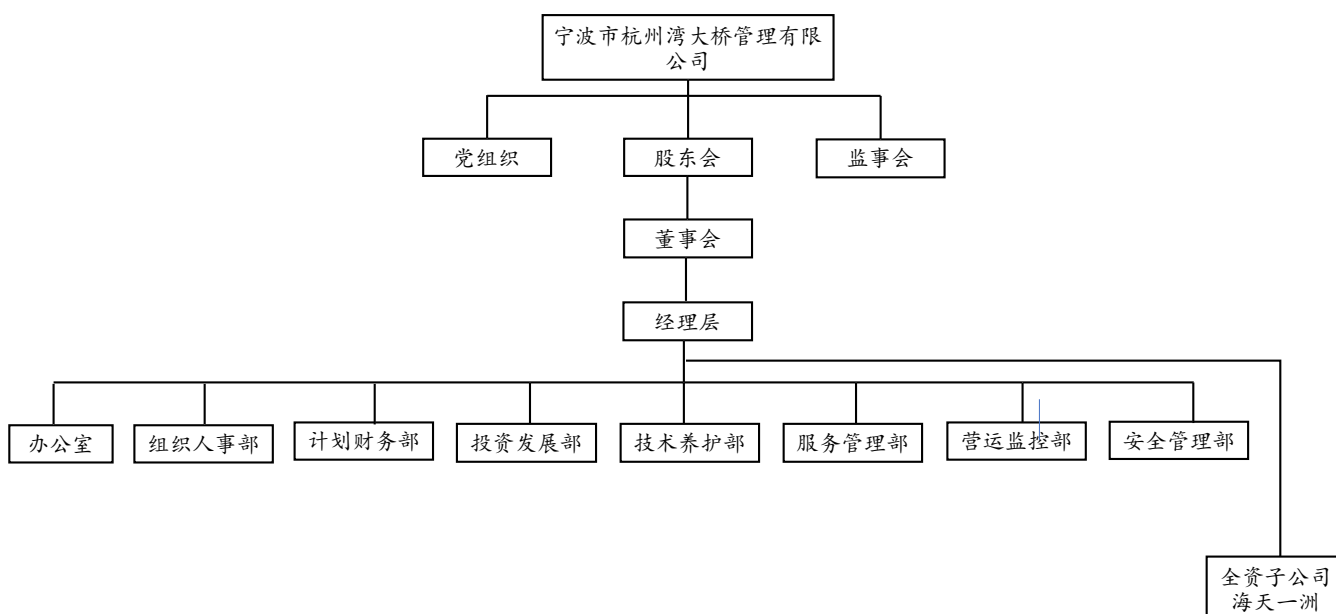 宁波市杭州湾大桥管理有限
公司
党组织
股东会
监事会
董事会
经理层
办公室
组织人事部
计划财务部
投资发展部
技术养护部
服务管理部
营运监控部
安全管理部
全资子公司
海天一洲